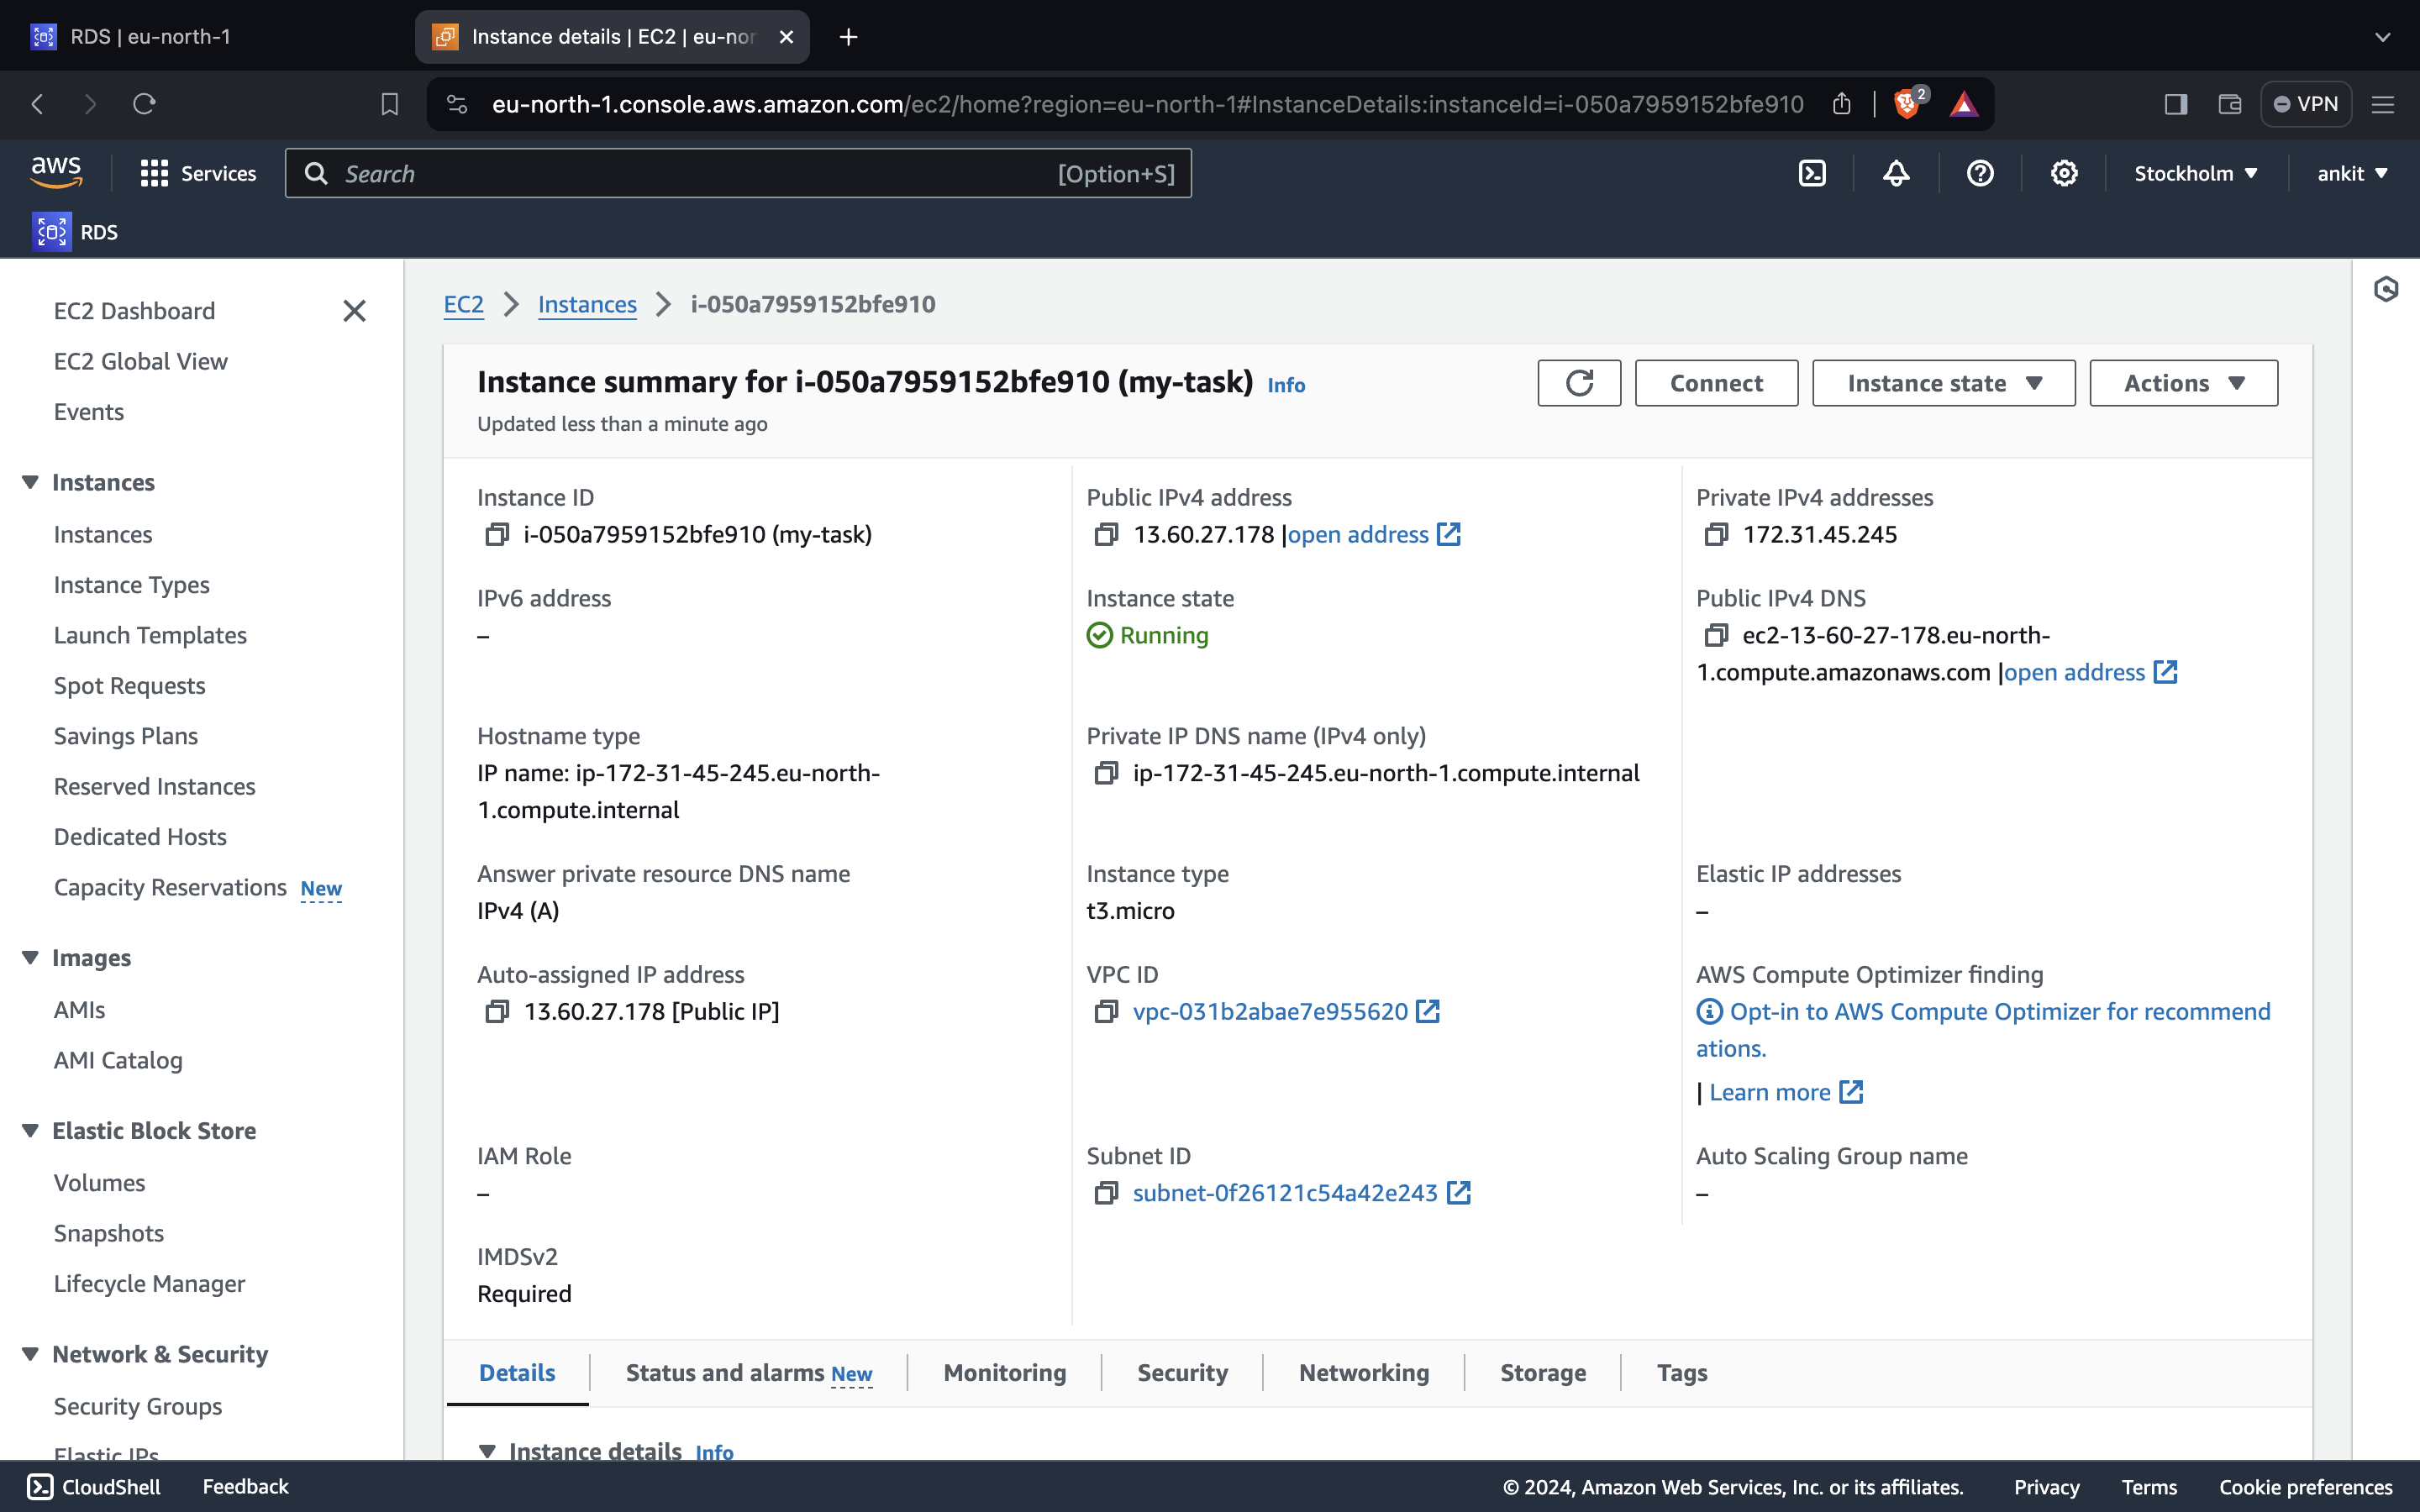 RDS | eu-north-1
Instance details | EC2 | eu-nor
eu-north-1.console.aws.amazon.com/ec2/home?region=eu-north-1#InstanceDetails:instanceId=i-050a7959152bfe910
2
VPN
aws
Services
Search
[Option+S]
Stockholm
ankit
RDS
EC2 Dashboard
EC2 Global View
Events
Instances
Instances
Instance Types
Launch Templates
Spot Requests
Savings Plans
Reserved Instances
Dedicated Hosts
Capacity Reservations New
Images
AMIs
AMI Catalog
Elastic Block Store
Volumes
Snapshots
Lifecycle Manager
Network & Security
Security Groups
Elastic IPs
EC2 > Instances > i-050a7959152bfe910
Instance summary for i-050a7959152bfe910 (my-task) Info
Updated less than a minute ago
Connect
Instance state
Actions
Instance ID
i-050a7959152bfe910 (my-task)
Public IPv4 address
13.60.27.178 |open address
Private IPv4 addresses
172.31.45.245
IPv6 address
–
Instance state
Running
Public IPv4 DNS
ec2-13-60-27-178.eu-north-
1.compute.amazonaws.com |open address
Hostname type
IP name: ip-172-31-45-245.eu-north-
1.compute.internal
Private IP DNS name (IPv4 only)
ip-172-31-45-245.eu-north-1.compute.internal
Answer private resource DNS name
IPv4 (A)
Instance type
t3.micro
Elastic IP addresses
–
Auto-assigned IP address
13.60.27.178 [Public IP]
VPC ID
vpc-031b2abae7e955620
AWS Compute Optimizer finding
Opt-in to AWS Compute Optimizer for recommend
ations.
| Learn more
IAM Role
–
Subnet ID
subnet-0f26121c54a42e243
Auto Scaling Group name
–
IMDSv2
Required
Details
Status and alarms New
Monitoring
Security
Networking
Storage
Tags
Instance details Info
CloudShell
Feedback
© 2024, Amazon Web Services, Inc. or its affiliates.
Privacy
Terms
Cookie preferences